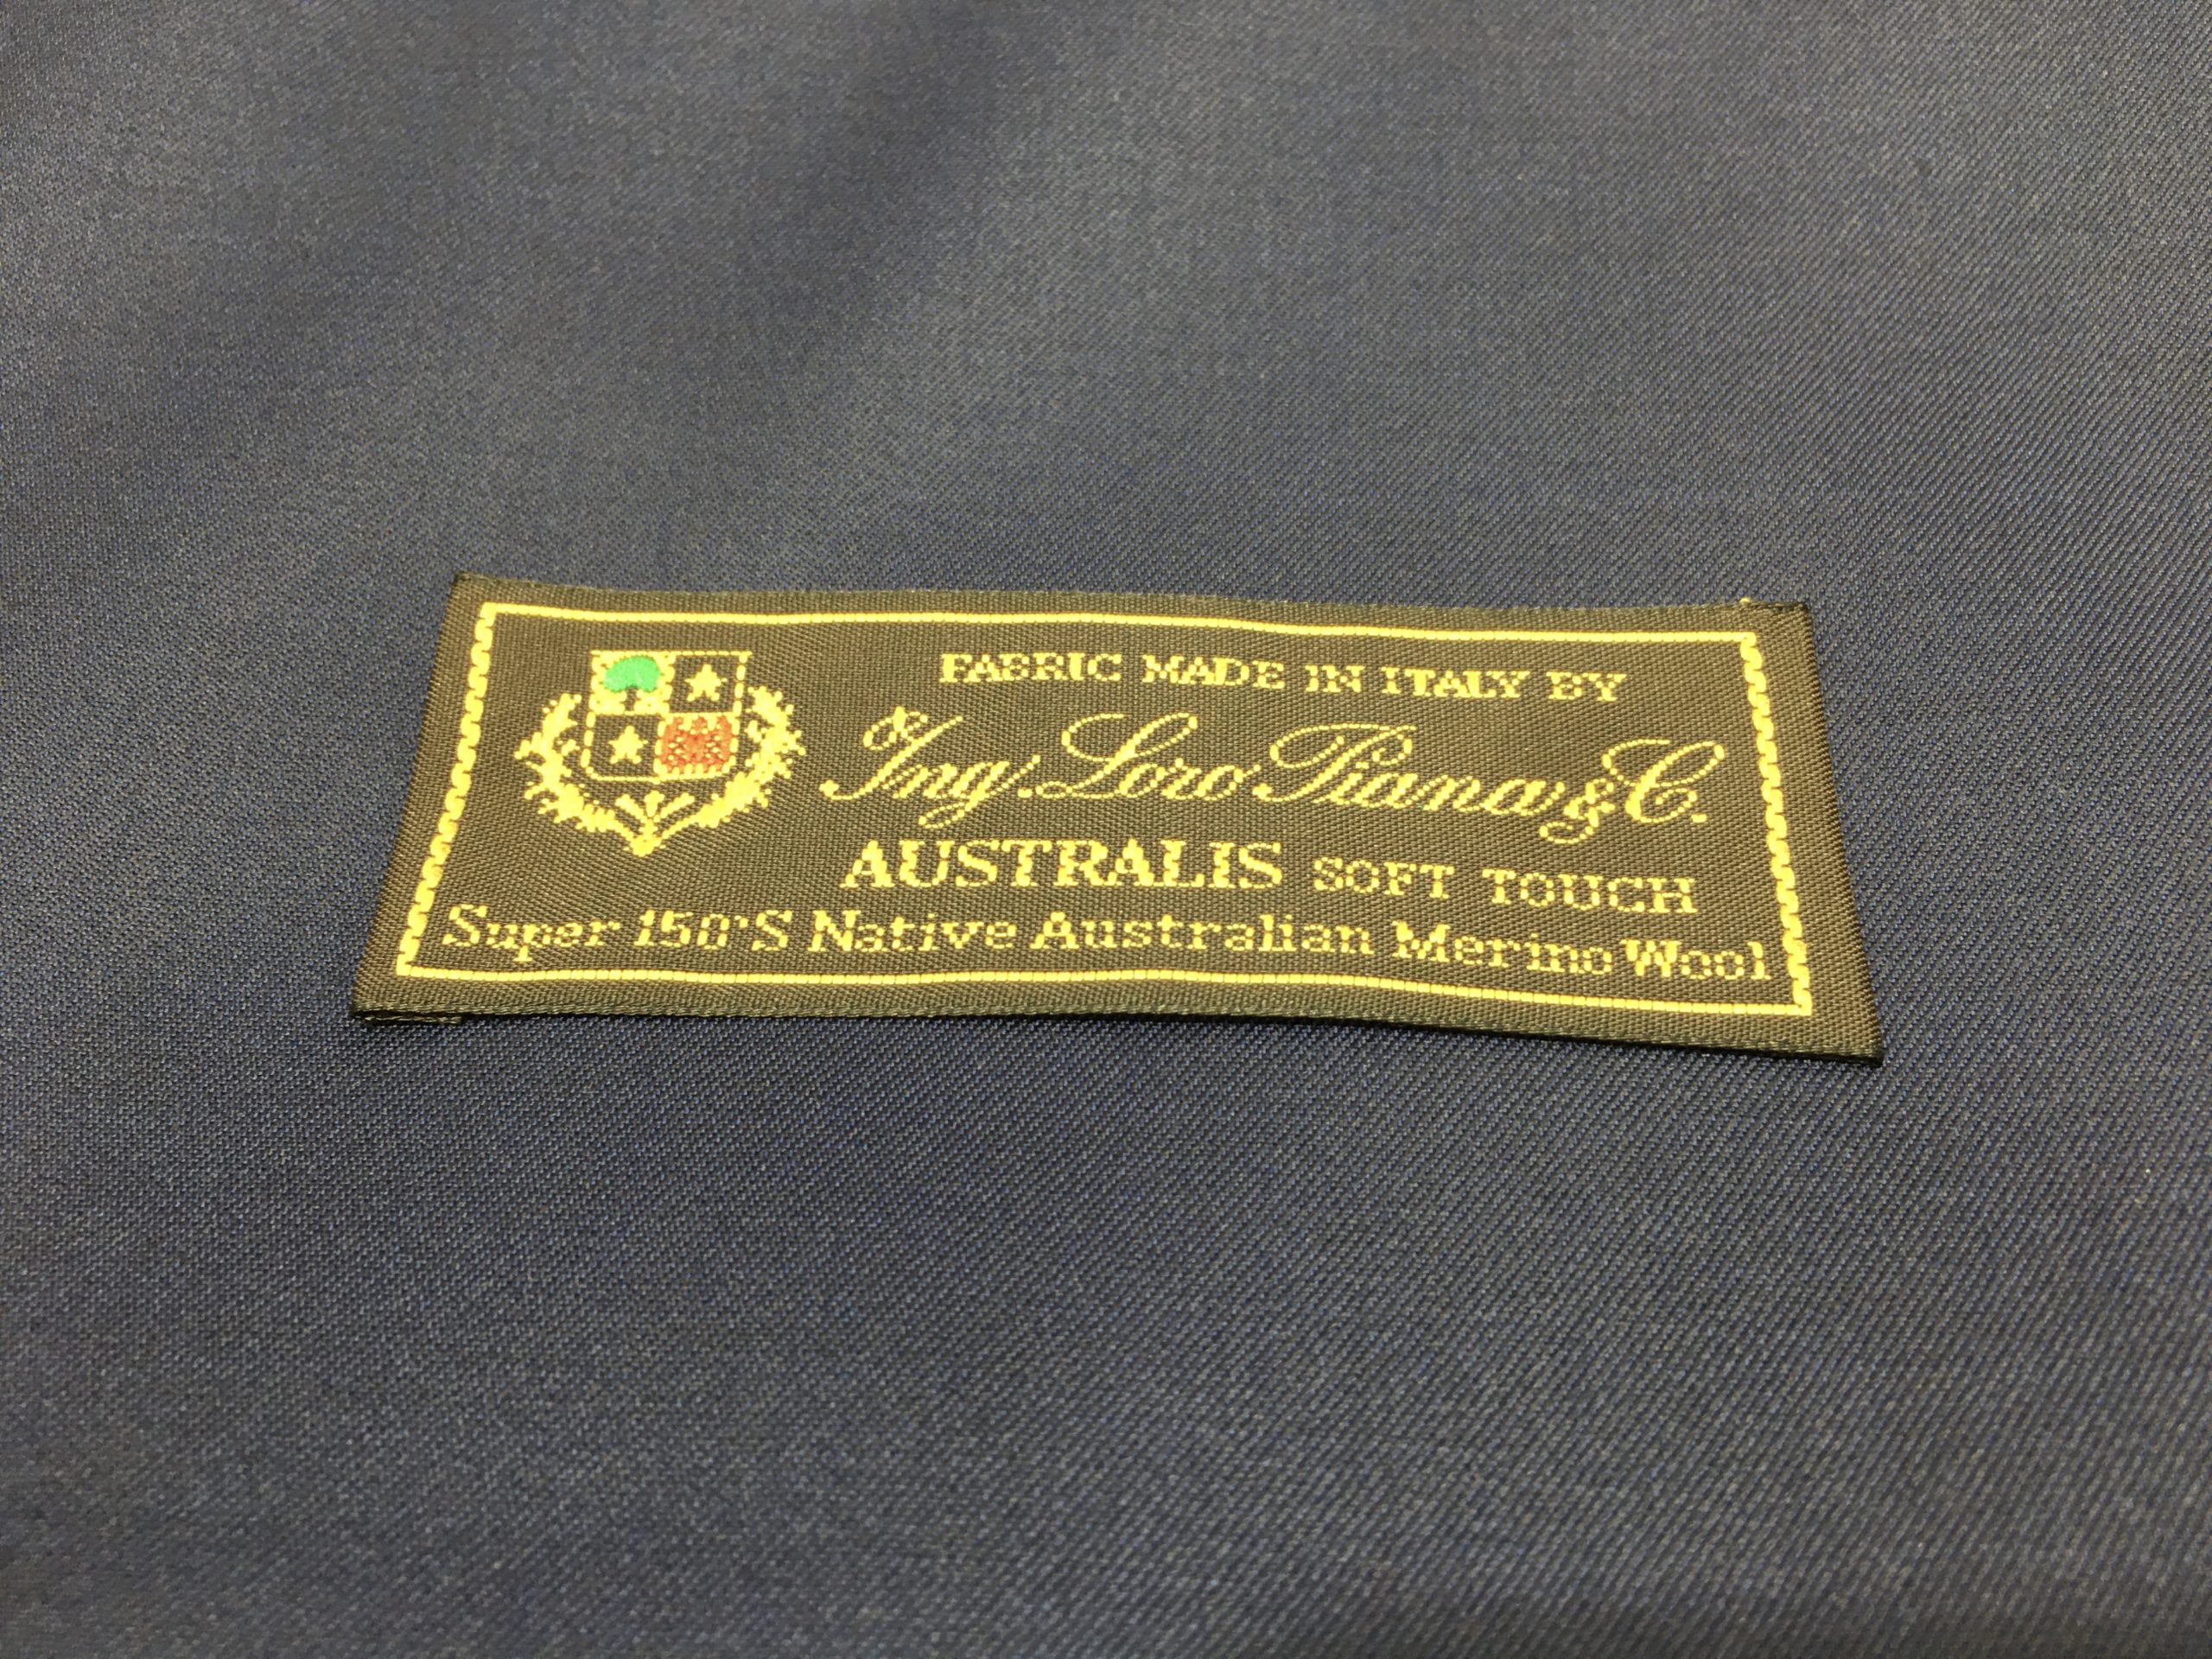 FABRIC MADE IN ITALY BY
Ing. Loro Piana & C.
AUSTRALIS SOFT TOUCH
Super 150'S Native Australian Merino Wool